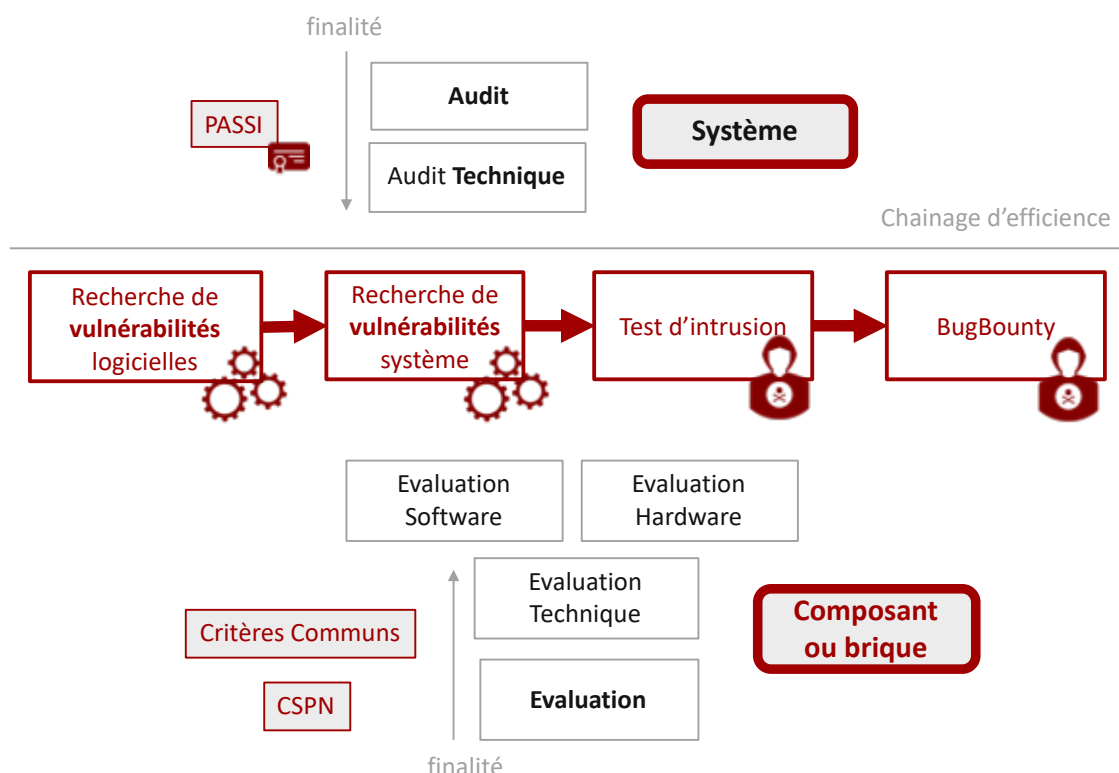 finalité
Audit
PASSI
Système
Audit Technique
Chainage d'efficience
Recherche de
vulnérabilités
logicielles
Recherche de
vulnérabilités
système
Test d'intrusion
BugBounty
Evaluation
Software
Evaluation
Hardware
Evaluation
Technique
Critères Communs
Composant
ou brique
CSPN
Evaluation
finalité